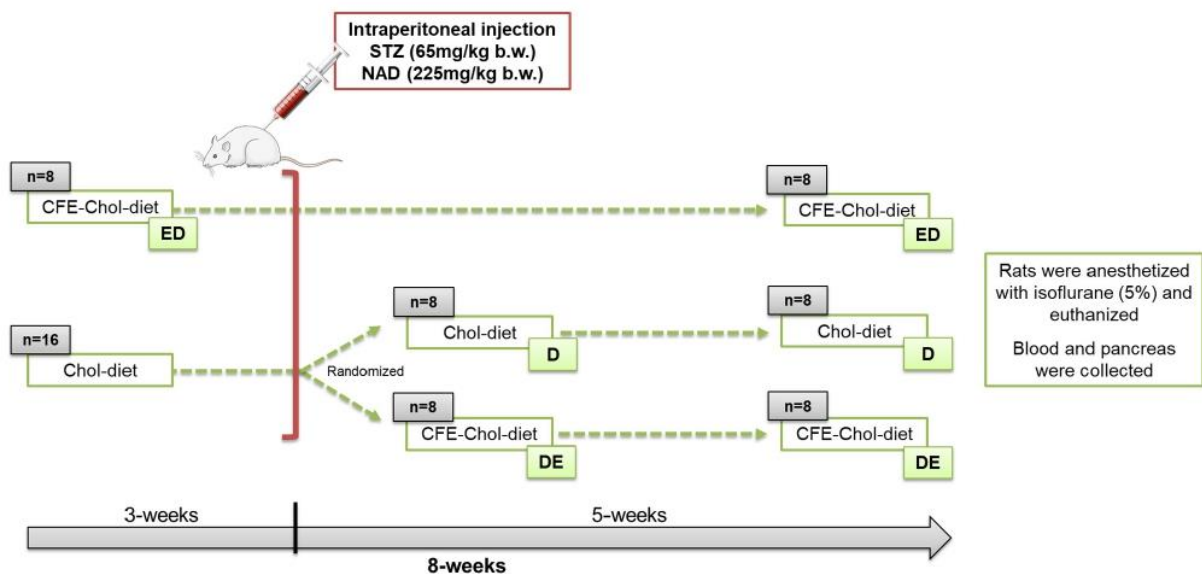 Intraperitoneal injection
STZ (65mg/kg b.w.)
NAD (225mg/kg b.w.)
n=8
CFE-Chol-diet
ED
n=8
CFE-Chol-diet
ED
n=16
Chol-diet
Randomized
n=8
Chol-diet
D
n=8
Chol-diet
D
n=8
CFE-Chol-diet
DE
n=8
CFE-Chol-diet
DE
Rats were anesthetized
with isoflurane (5%) and
euthanized
Blood and pancreas
were collected
3-weeks
5-weeks
8-weeks